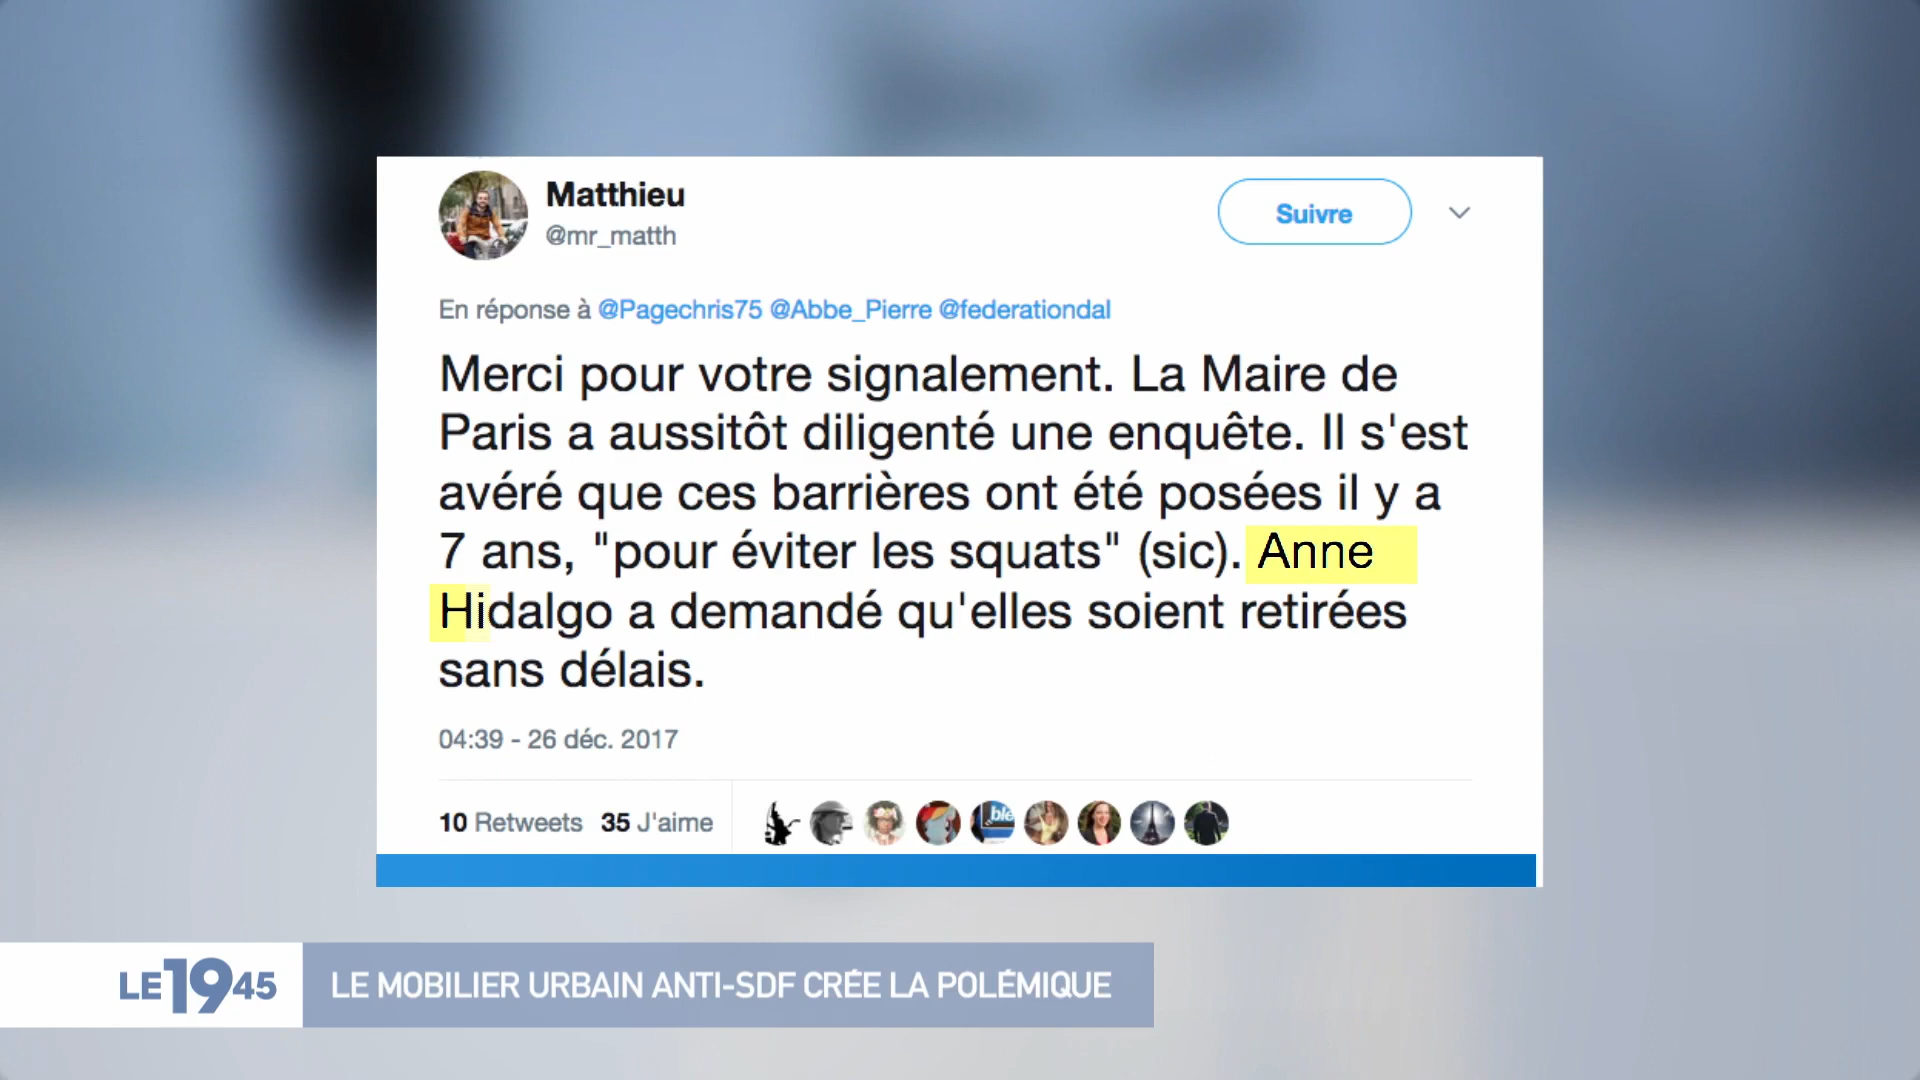 Matthieu
@mr_matth
Suivre
En réponse à @Pagechris75 @Abbe_Pierre @federationdal
Merci pour votre signalement. La Maire de
Paris a aussitôt diligenté une enquête. Il s'est
avéré que ces barrières ont été posées il y a
7 ans, "pour éviter les squats" (sic). Anne
Hidalgo a demandé qu'elles soient retirées
sans délais.
04:39 - 26 déc. 2017
10 Retweets 35 J'aime
ble
LE 19 45
LE MOBILIER URBAIN ANTI-SDF CRÉE LA POLÉMIQUE